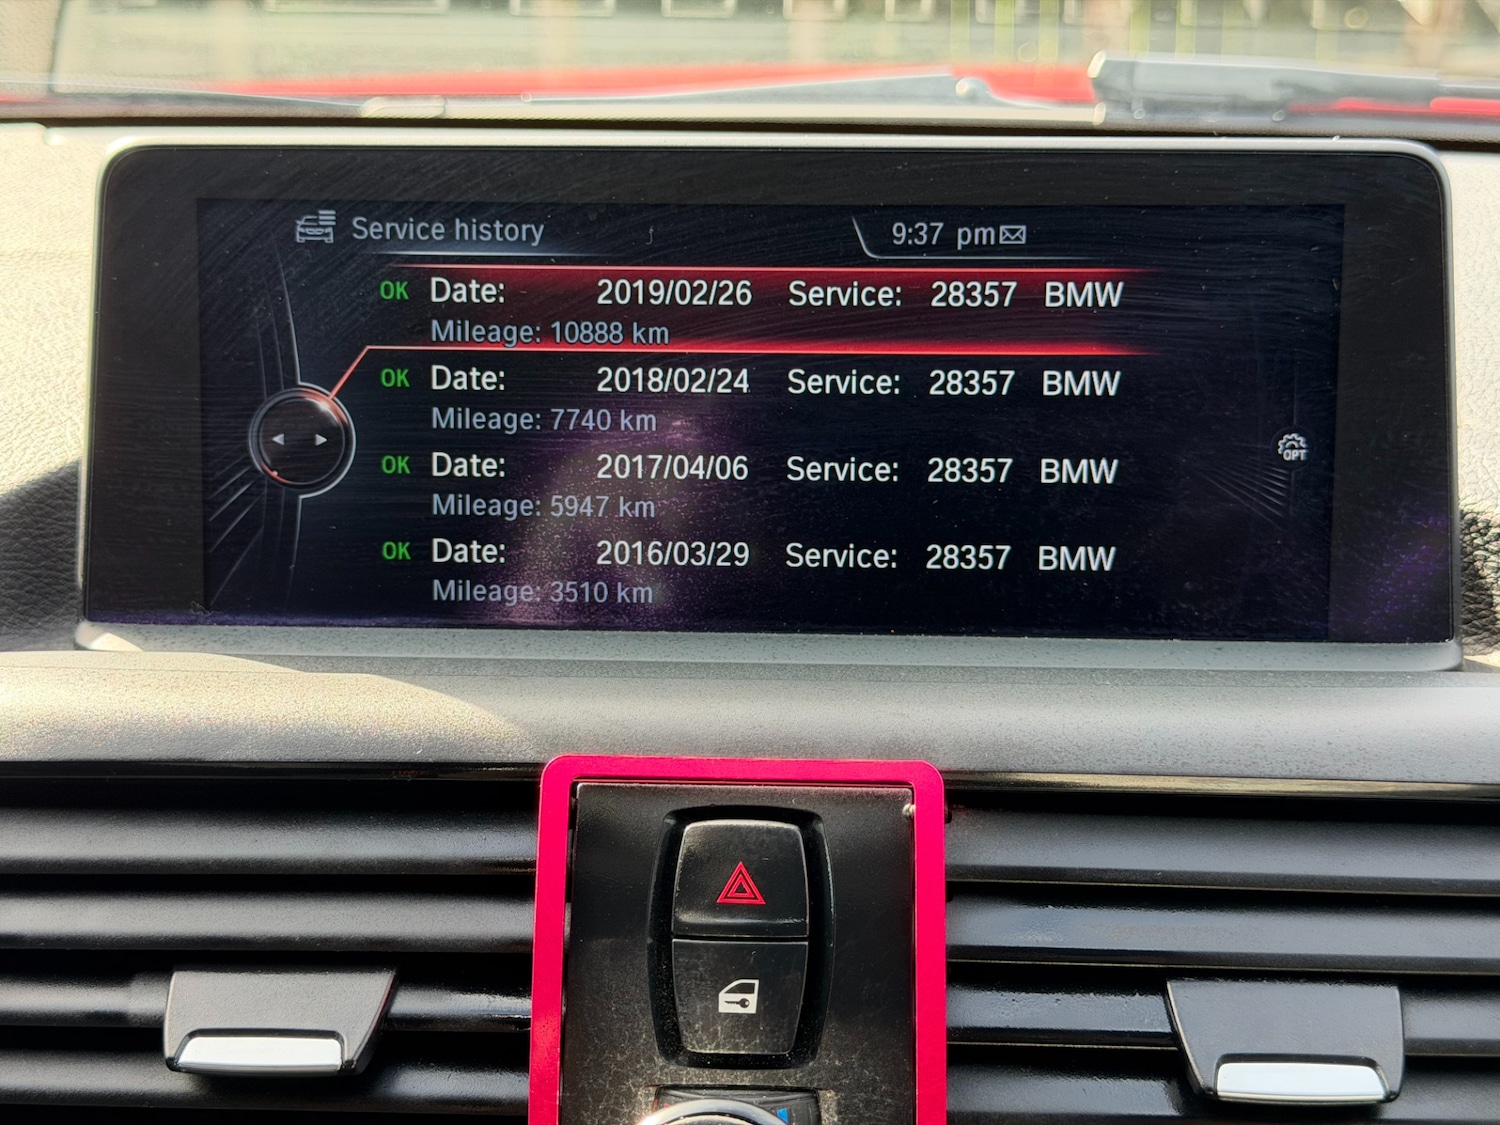 Service history
9:37 pm
OK Date: 2019/02/26 Service: 28357 BMW
Mileage: 10888 km
OK Date: 2018/02/24 Service: 28357 BMW
Mileage: 7740 km
OK Date: 2017/04/06 Service: 28357 BMW
Mileage: 5947 km
OPT
OK Date: 2016/03/29 Service: 28357 BMW
Mileage: 3510 km